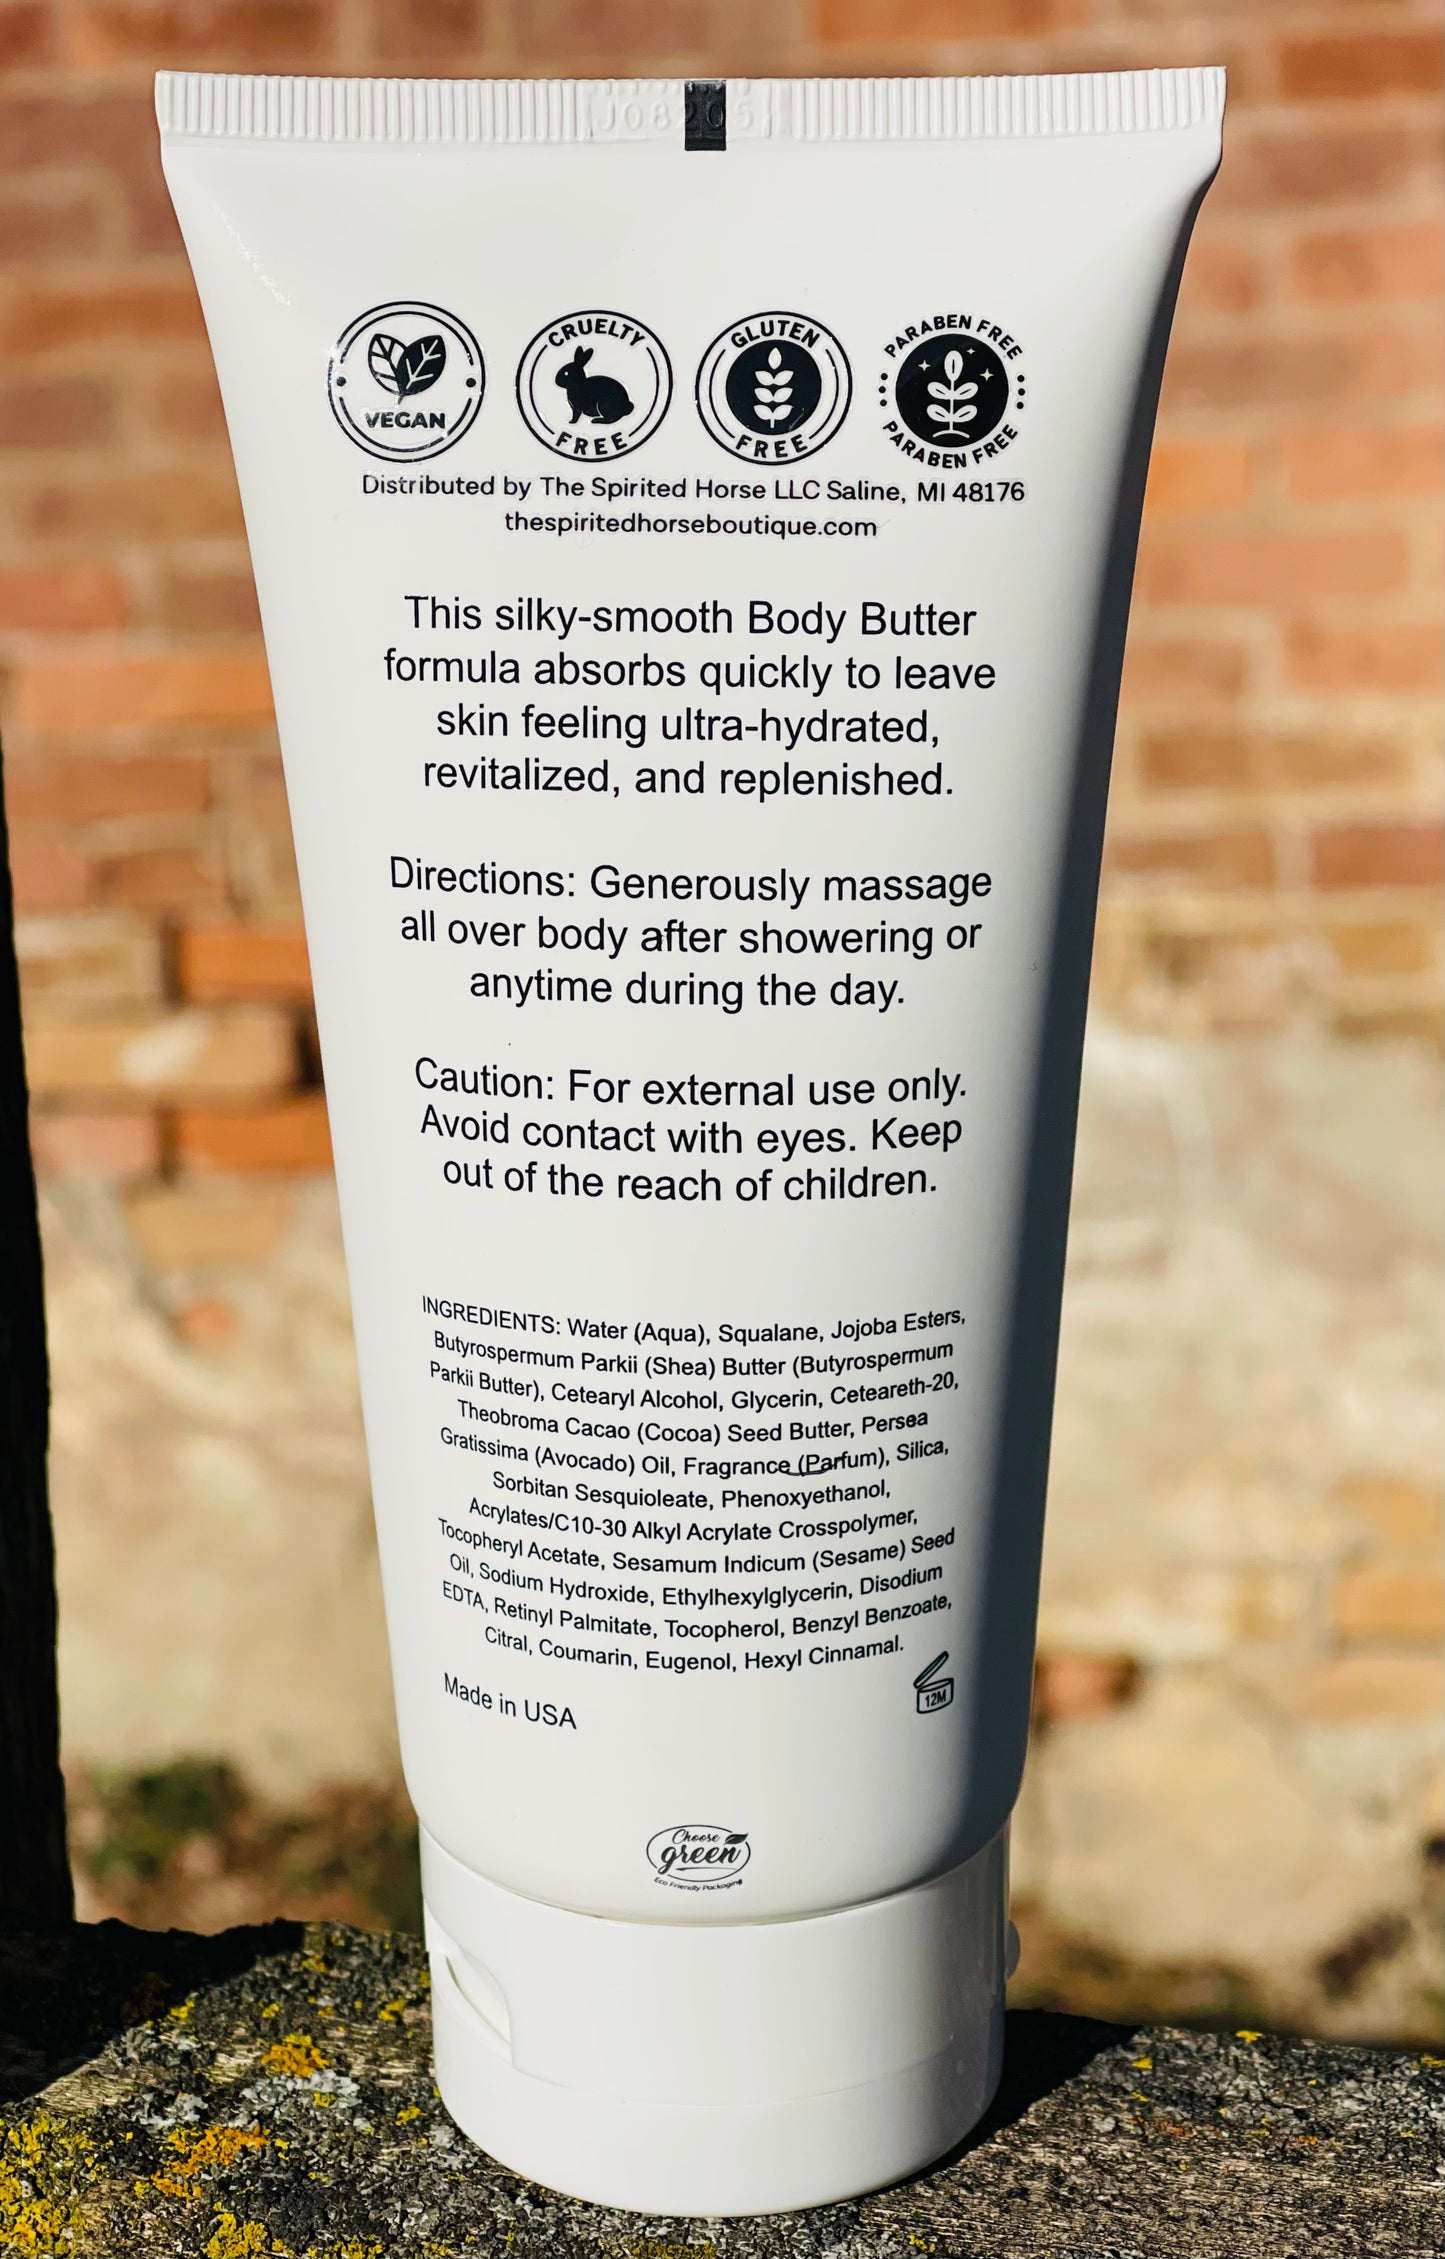 J08205
VEGAN
CRUELTY
FREE
GLUTEN
FREE
PARABEN FREE
PARABEN FREE
Distributed by The Spirited Horse LLC Saline, MI 48176
thespiritedhorseboutique.com
This silky-smooth Body Butter
formula absorbs quickly to leave
skin feeling ultra-hydrated,
revitalized, and replenished.
Directions: Generously massage
all over body after showering or
anytime during the day.
Caution: For external use only.
Avoid contact with eyes. Keep
out of the reach of children.
INGREDIENTS: Water (Aqua), Squalane, Jojoba Esters,
Butyrospermum Parkii (Shea) Butter (Butyrospermum
Parkii Butter), Cetearyl Alcohol, Glycerin, Ceteareth-20,
Theobroma Cacao (Cocoa) Seed Butter, Persea
Gratissima (Avocado) Oil, Fragrance (Parfum), Silica,
Sorbitan Sesquioleate, Phenoxyethanol,
Acrylates/C10-30 Alkyl Acrylate Crosspolymer,
Tocopheryl Acetate, Sesamum Indicum (Sesame) Seed
Oil, Sodium Hydroxide, Ethylhexylglycerin, Disodium
EDTA, Retinyl Palmitate, Tocopherol, Benzyl Benzoate,
Citral, Coumarin, Eugenol, Hexyl Cinnamal.
Made in USA
12M
Choose
green
Eco Friendly Packaging